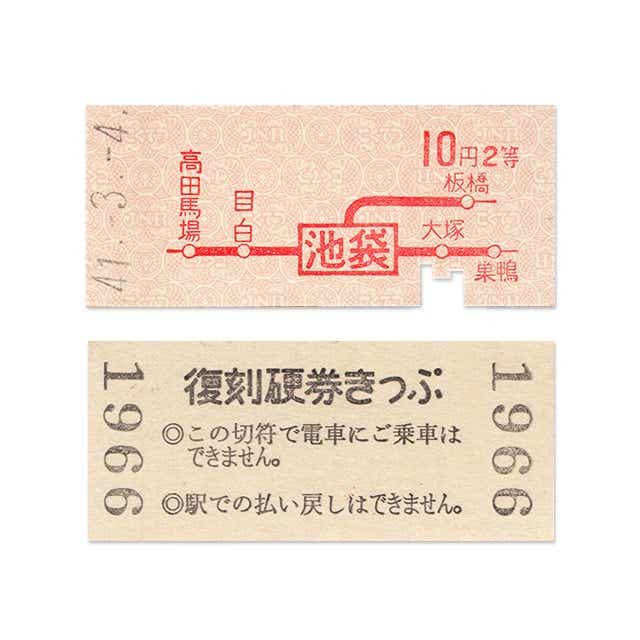 41.-3.-4.
10円2等
高田馬場
目白
池袋
板橋
大塚
巣鴨
1966
復刻硬券きっぷ
◎この切符で電車にご乗車は
できません。
◎駅での払い戻しはできません。
1966